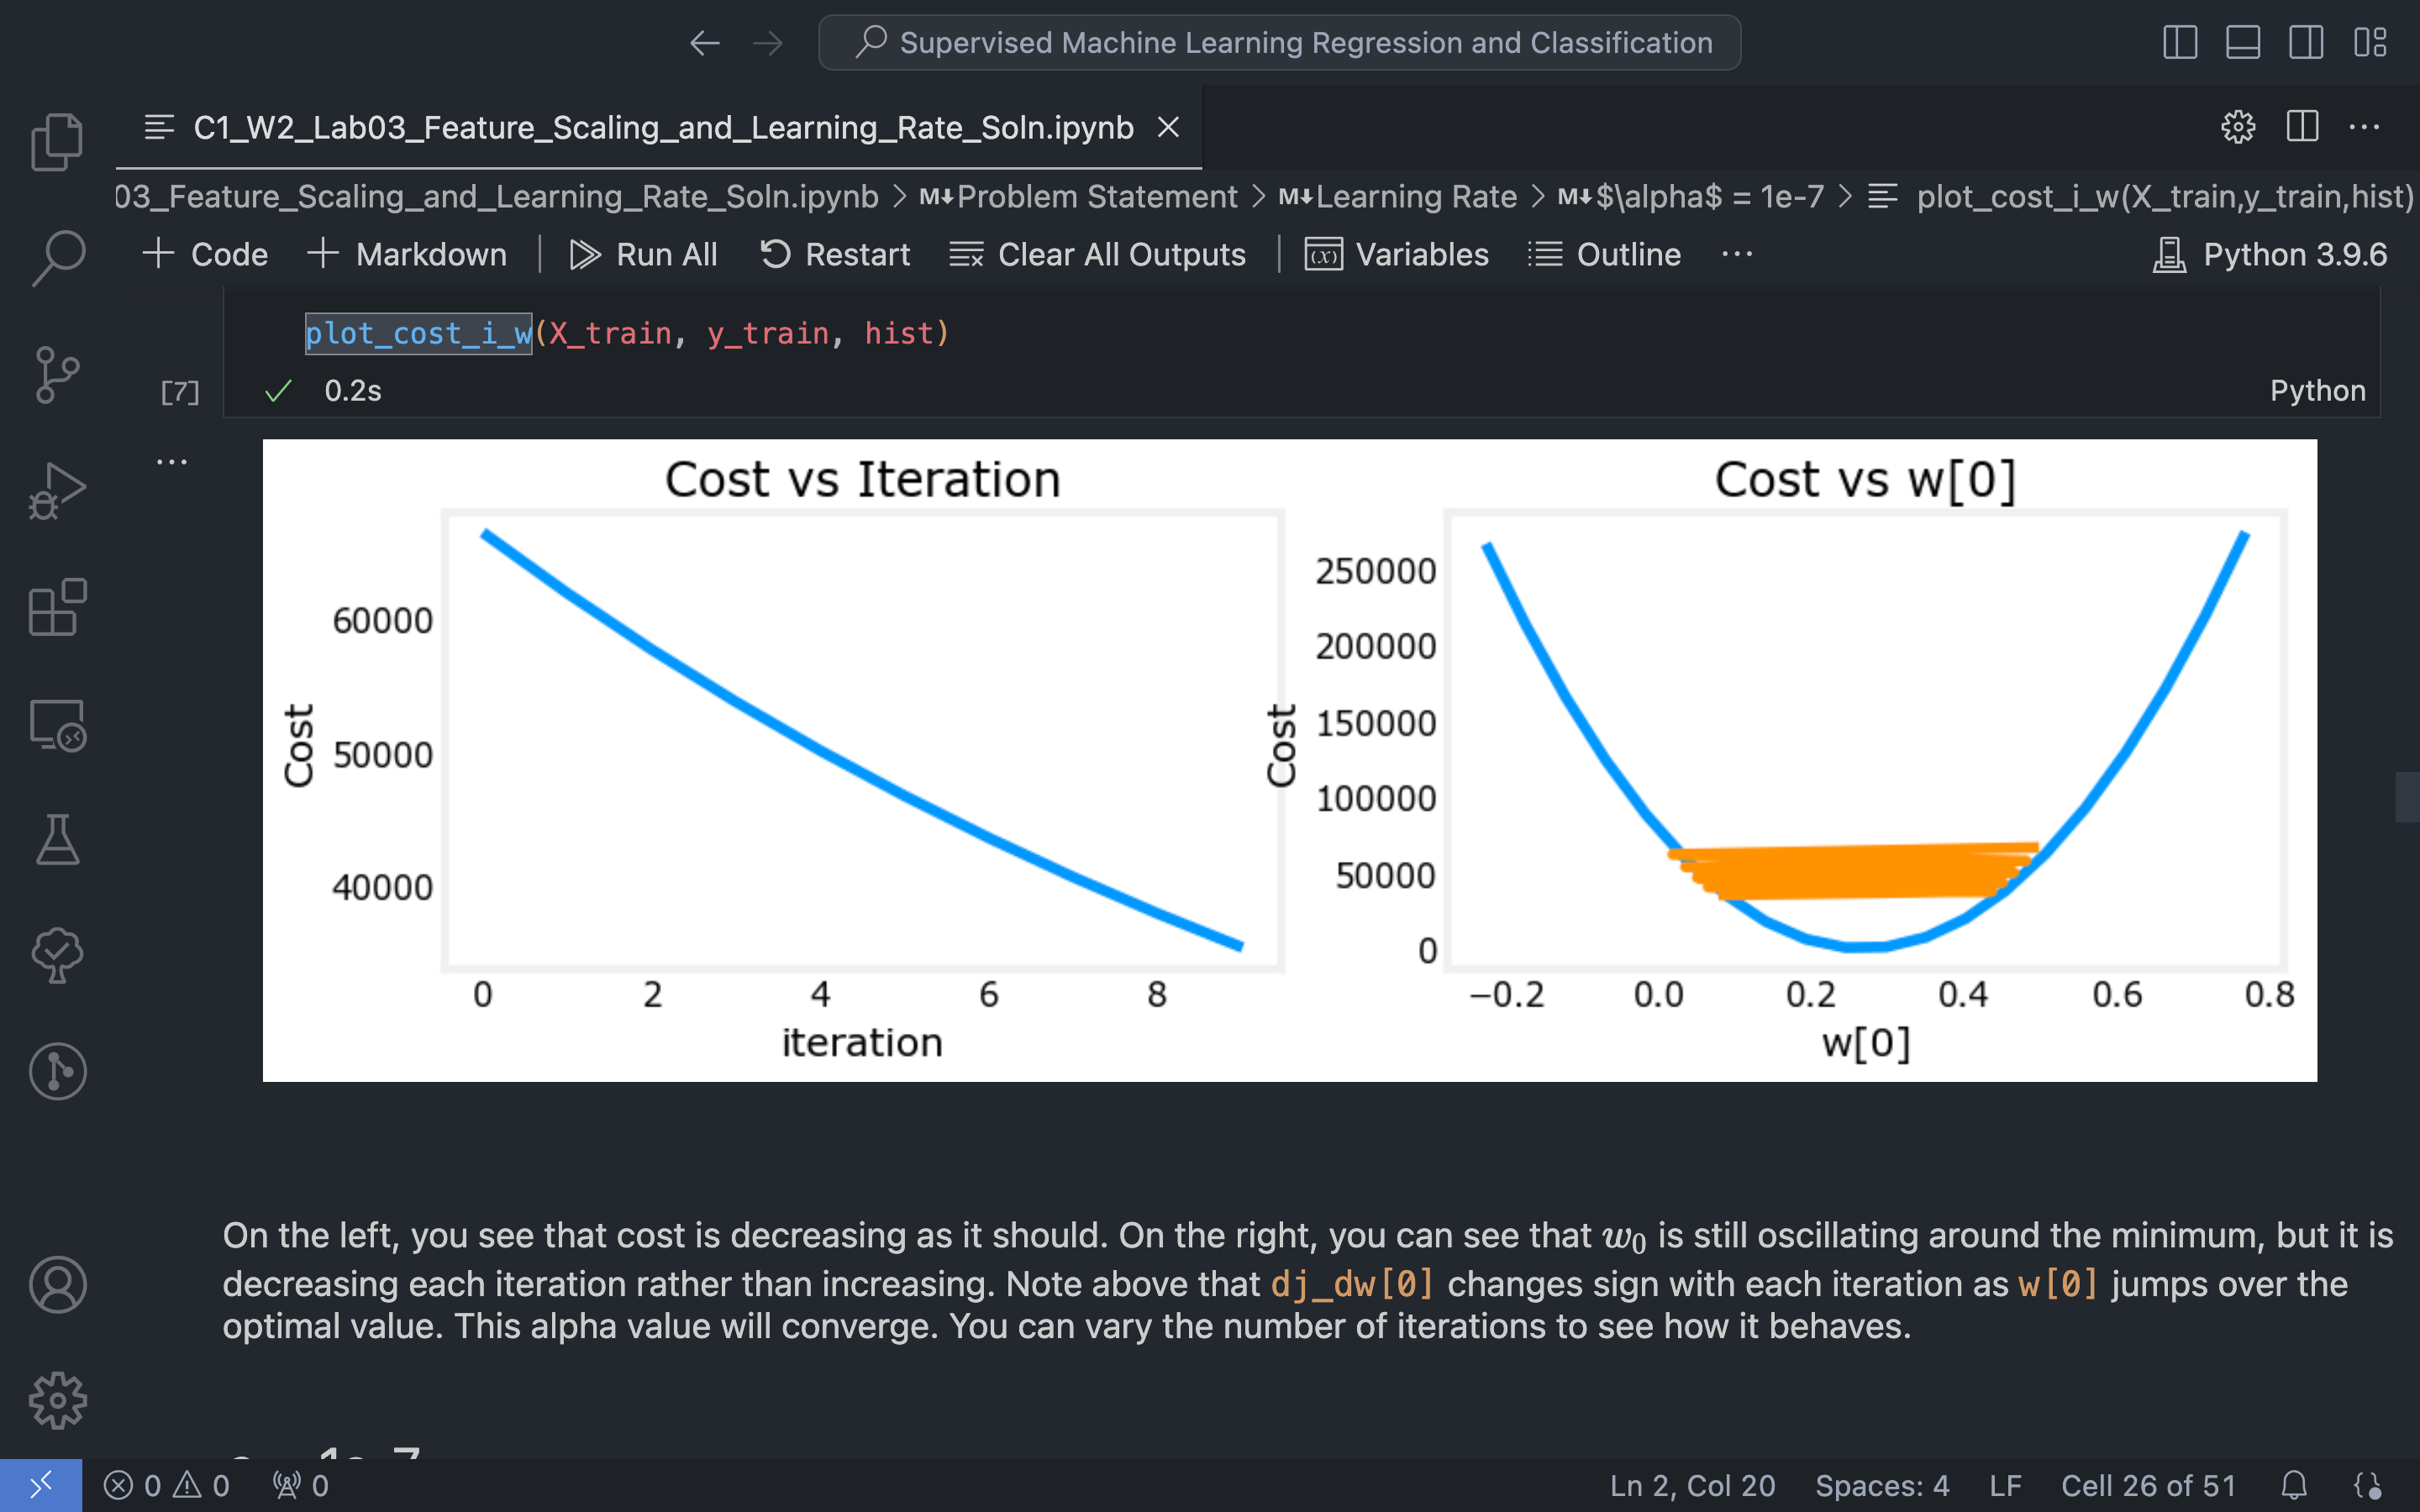 Supervised Machine Learning Regression and Classification
C1_W2_Lab03_Feature_Scaling_and_Learning_Rate_Soln.ipynb
03_Feature_Scaling_and_Learning_Rate_Soln.ipynb > M↓Problem Statement > M↓Learning Rate > M↓$\alpha$ = 1e-7 > plot_cost_i_w(X_train,y_train,hist)
+ Code + Markdown | Run All Restart Clear All Outputs | Variables Outline ··· Python 3.9.6
plot_cost_i_w(X_train, y_train, hist)
[7] ✓ 0.2s Python
Cost vs Iteration
Cost
60000
50000
40000
0 2 4 6 8
iteration
Cost vs w[0]
Cost
250000
200000
150000
100000
50000
0
−0.2 0.0 0.2 0.4 0.6 0.8
w[0]
On the left, you see that cost is decreasing as it should. On the right, you can see that w₀ is still oscillating around the minimum, but it is
decreasing each iteration rather than increasing. Note above that dj_dw[0] changes sign with each iteration as w[0] jumps over the
optimal value. This alpha value will converge. You can vary the number of iterations to see how it behaves.
0 0 0 Ln 2, Col 20 Spaces: 4 LF Cell 26 of 51